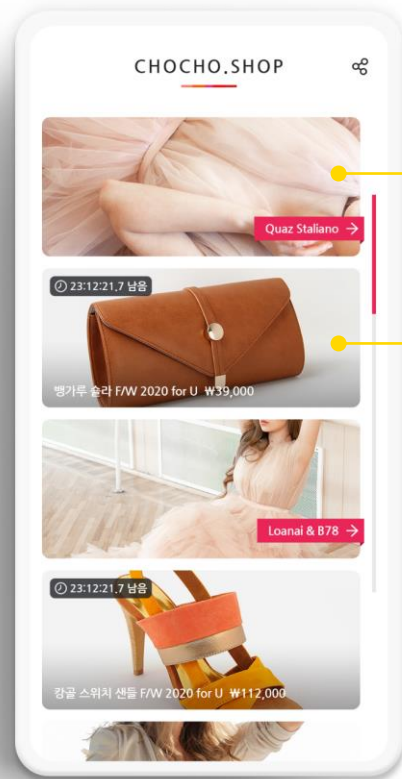 CHOCHO.SHOP
Quaz Staliano
23:12:21.7 남음
뱅가루 숄라 F/W 2020 for U ₩39,000
Loanai & B78
23:12:21.7 남음
캉골 스위치 샌들 F/W 2020 for U ₩112,000